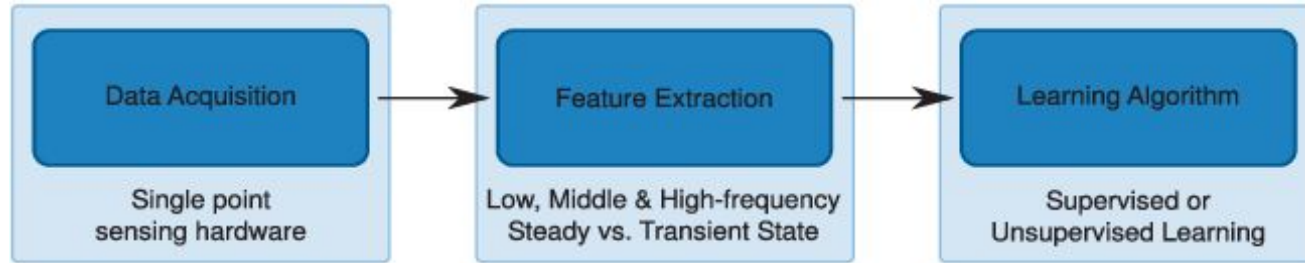 Data Acquisition
Single point
sensing hardware
Feature Extraction
Low, Middle & High-frequency
Steady vs. Transient State
Learning Algorithm
Supervised or
Unsupervised Learning